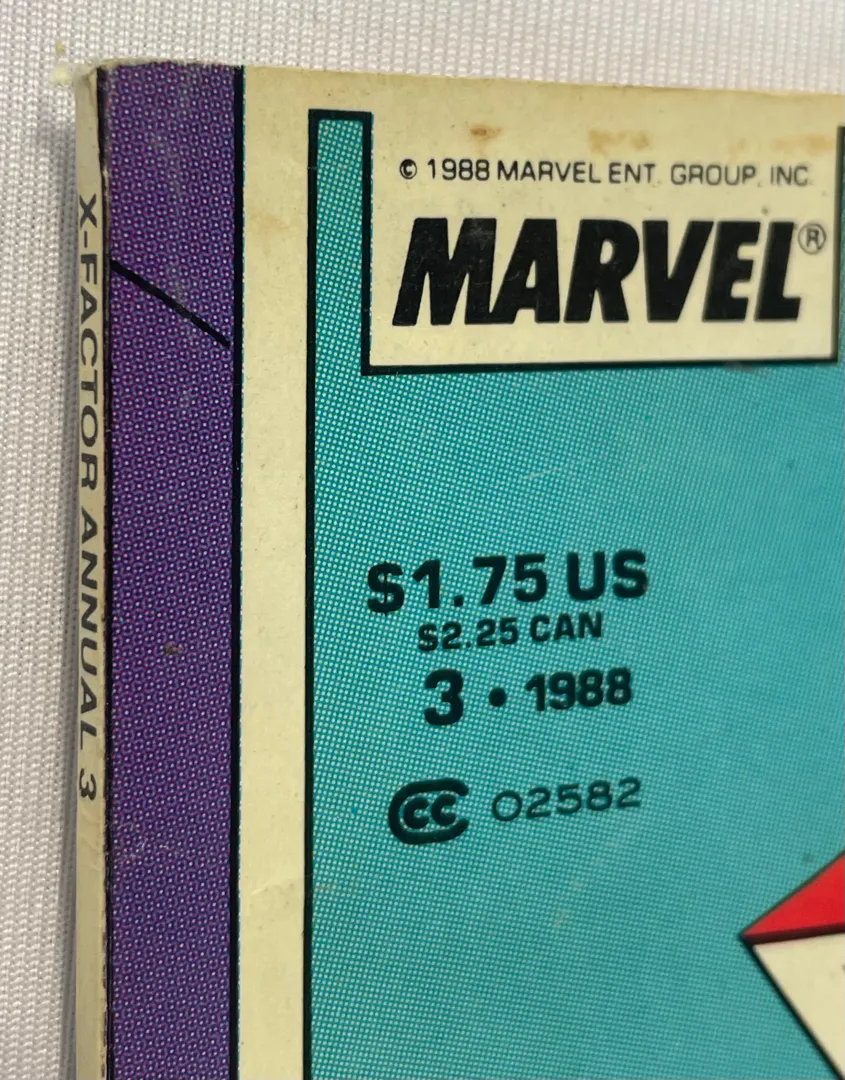 X-FACTOR ANNUAL 3
© 1988 MARVEL ENT. GROUP, INC.
MARVEL®
$1.75 US
$2.25 CAN
3 • 1988
CC 02582